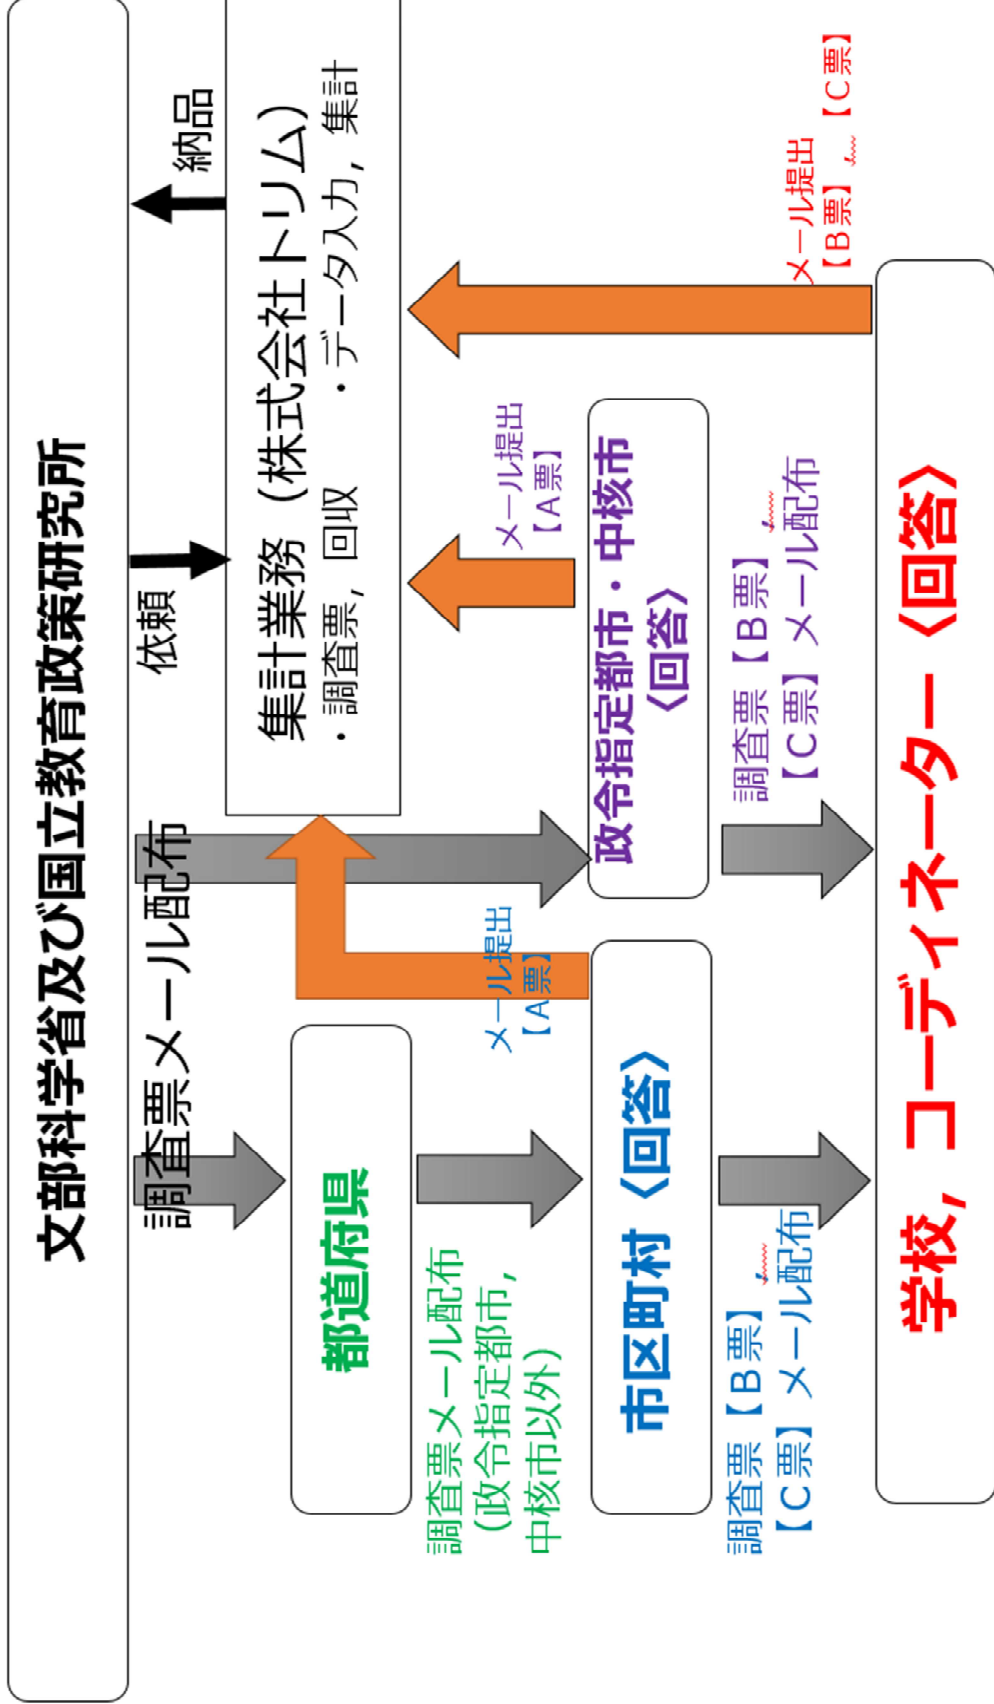 文部科学省及び国立教育政策研究所
調査票メール配布
依頼
納品
集計業務（株式会社トリム）
・調査票，回収　・データ入力，集計
都道府県
調査票メール配布
（政令指定都市，
中核市以外）
メール提出
【A票】
メール提出
【A票】
市区町村〈回答〉
政令指定都市・中核市
〈回答〉
メール提出
【B票】，【C票】
調査票【B票】，
【C票】メール配布
調査票【B票】，
【C票】メール配布
学校，コーディネーター〈回答〉